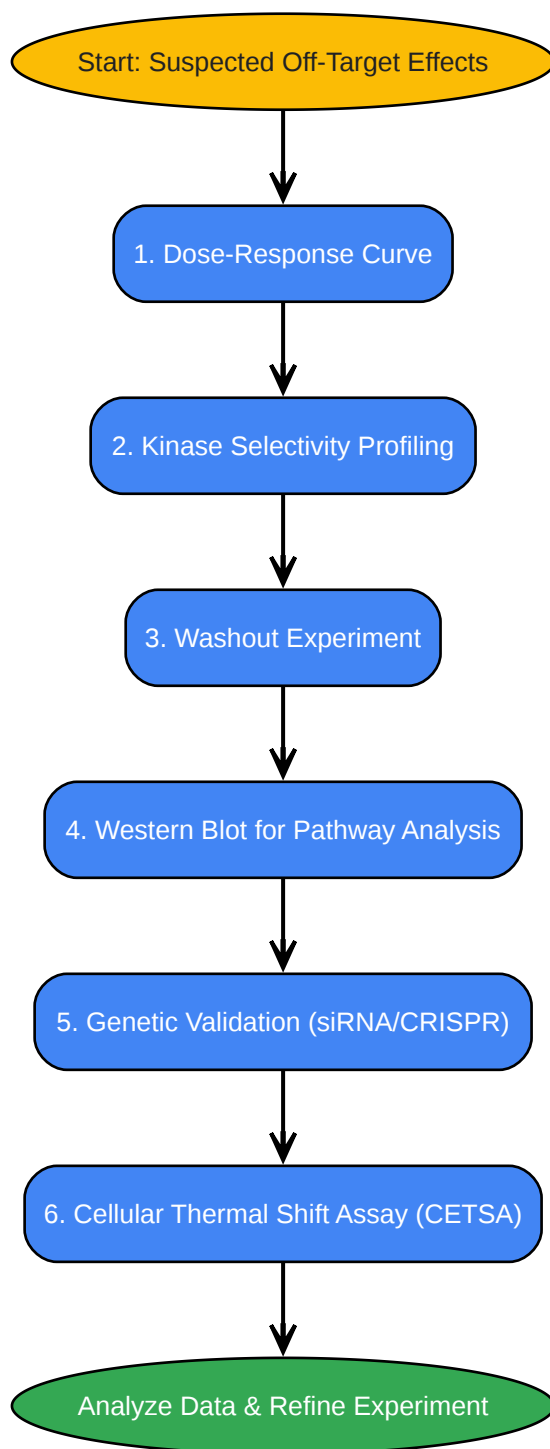 Start: Suspected Off-Target Effects
1. Dose-Response Curve
2. Kinase Selectivity Profiling
3. Washout Experiment
4. Western Blot for Pathway Analysis
5. Genetic Validation (siRNA/CRISPR)
6. Cellular Thermal Shift Assay (CETSA)
Analyze Data & Refine Experiment